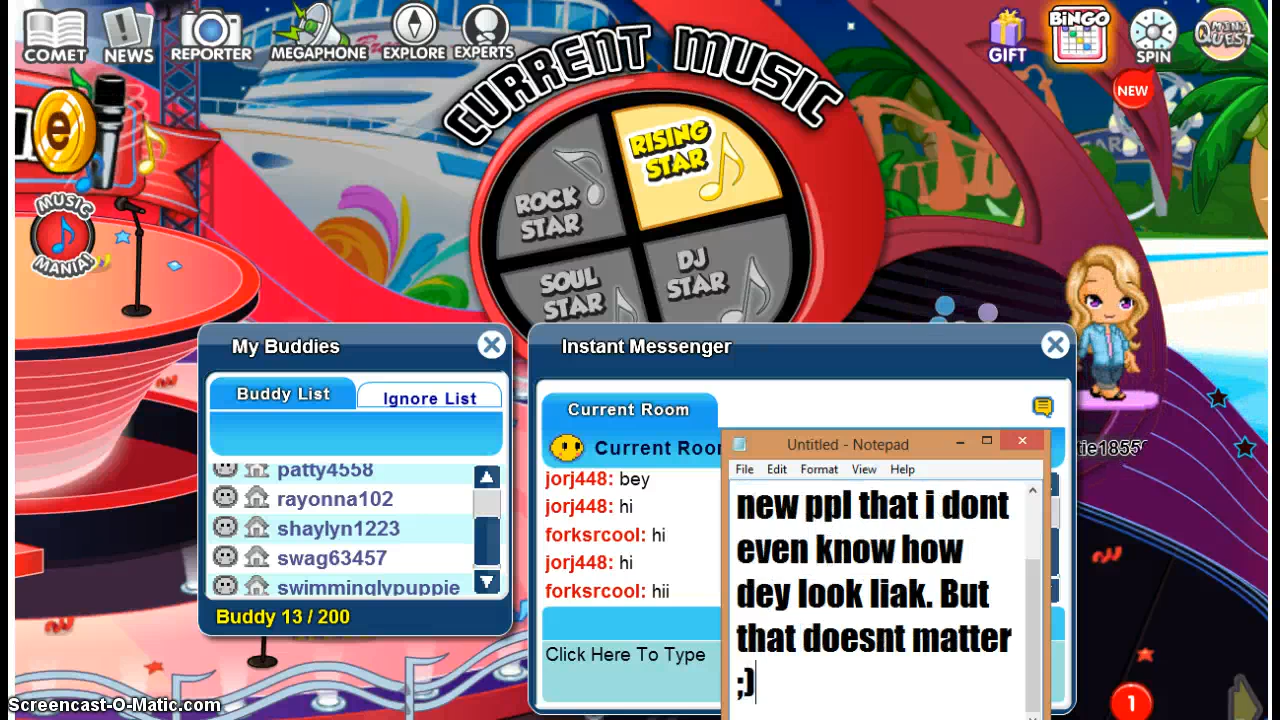 COMET
NEWS
REPORTER
MEGAPHONE
EXPLORE
EXPERTS
CURRENT MUSIC
GIFT
BINGO
SPIN
MINI QUEST
NEW
e
MUSIC
MANIA!
ROCK
STAR
RISING
STAR
SOUL
STAR
DJ
STAR
My Buddies
Buddy List
Ignore List
patty4558
rayonna102
shaylyn1223
swag63457
swimminglypuppie
Buddy 13 / 200
Instant Messenger
Current Room
Current Roo
jorj448: bey
jorj448: hi
forksrcool: hi
jorj448: hi
forksrcool: hii
Click Here To Type
Untitled - Notepad
File Edit Format View Help
new ppl that i dont
even know how
dey look liak. But
that doesnt matter
;)
tie1855
1
Screencast-O-Matic.com